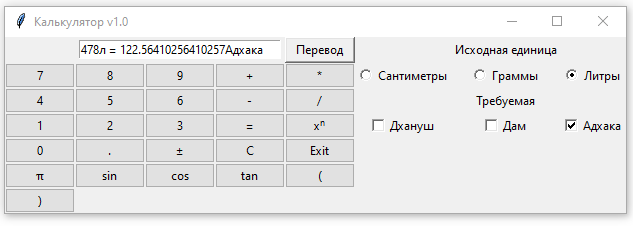 Калькулятор v1.0
478л = 122.56410256410257Адхака Перевод Исходная единица
7 8 9 + * Сантиметры Граммы Литры
4 5 6 - / Требуемая
1 2 3 = xⁿ Дхануш Дам Адхака
0 . ± C Exit
π sin cos tan (
)